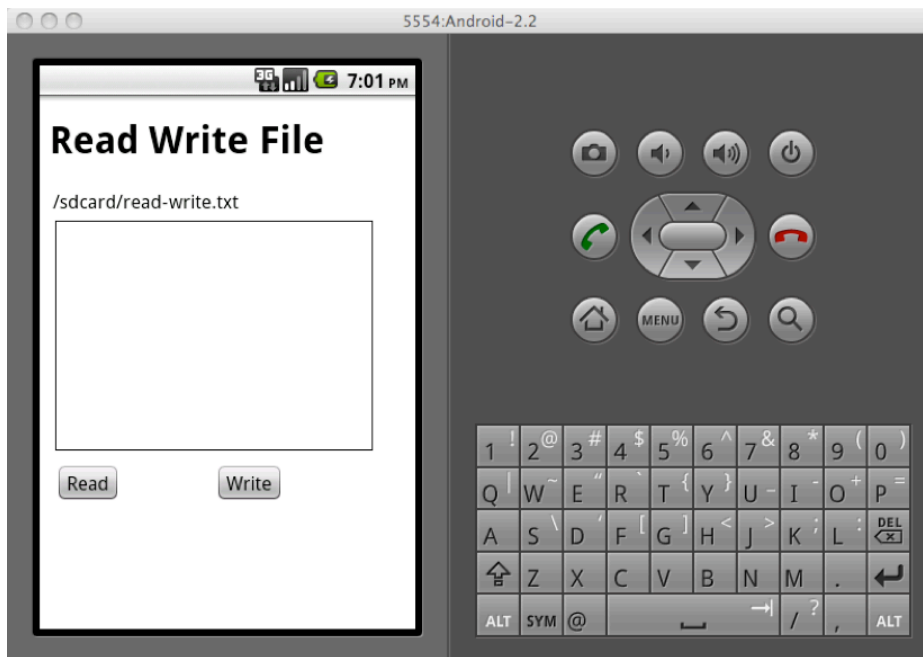 5554:Android-2.2
3G 7:01 PM
Read Write File
/sdcard/read-write.txt
Read Write
MENU
1 ! 2 @ 3 # 4 $ 5 % 6 ^ 7 & 8 * 9 ( 0 )
Q | W ~ E “ R ` T { Y } U _ I - O + P =
A S \ D ‘ F [ G ] H < J > K ; L : DEL
Z X C V B N M .
ALT SYM @ / ? , ALT